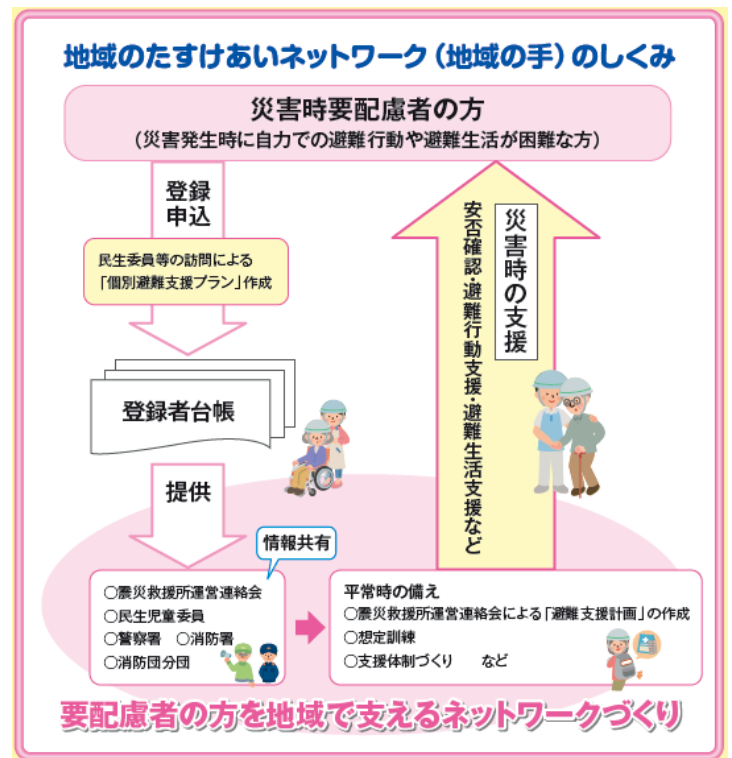 地域のたすけあいネットワーク(地域の手)のしくみ
災害時要配慮者の方
(災害発生時に自力での避難行動や避難生活が困難な方)
登録
申込
民生委員等の訪問による
「個別避難支援プラン」作成
登録者台帳
提供
情報共有
○震災救援所運営連絡会
○民生児童委員
○警察署 ○消防署
○消防団分団
平常時の備え
○震災救援所運営連絡会による「避難支援計画」の作成
○想定訓練
○支援体制づくり など
災害時の支援
安否確認・避難行動支援・避難生活支援など
要配慮者の方を地域で支えるネットワークづくり